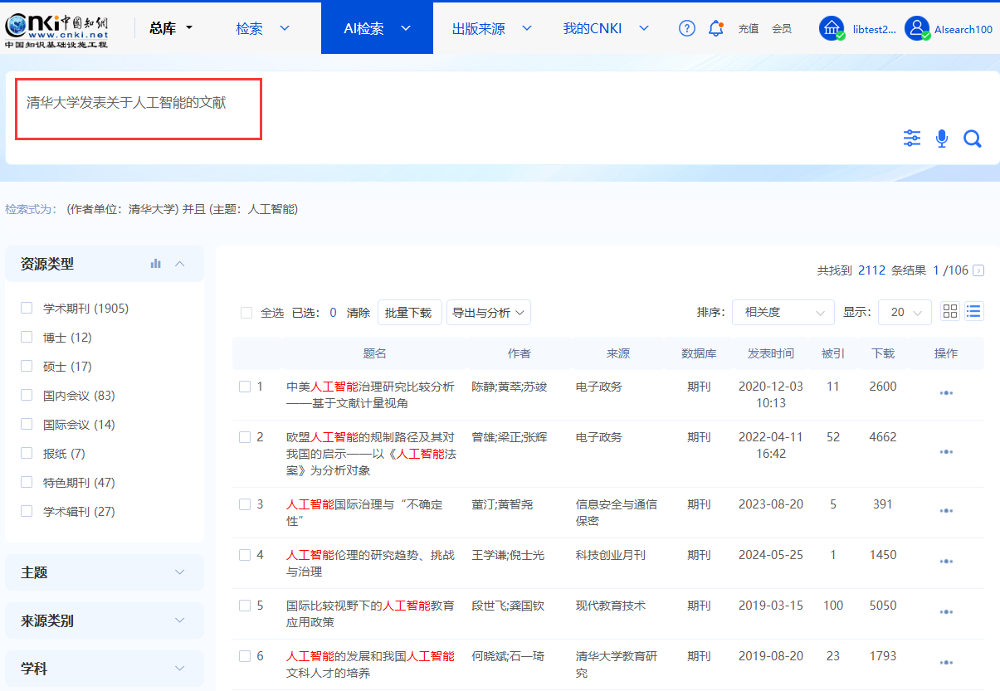 Cnki中国知网
www.cnki.net
中国知识基础设施工程
总库
检索
AI检索
出版来源
我的CNKI
充值
会员
libtest2...
AIsearch100
清华大学发表关于人工智能的文献
检索式为： (作者单位：清华大学) 并且 (主题：人工智能)
资源类型
学术期刊 (1905)
博士 (12)
硕士 (17)
国内会议 (83)
国际会议 (14)
报纸 (7)
特色期刊 (47)
学术辑刊 (27)
主题
来源类别
学科
共找到 2112 条结果 1 /106
全选 已选： 0 清除 批量下载 导出与分析
排序： 相关度 显示： 20
题名 作者 来源 数据库 发表时间 被引 下载 操作
1 中美人工智能治理研究比较分析 陈静;黄萃;苏竣 电子政务 期刊 2020-12-03 11 2600
——基于文献计量视角 10:13
2 欧盟人工智能的规制路径及其对 曾雄;梁正;张辉 电子政务 期刊 2022-04-11 52 4662
我国的启示——以《人工智能法 16:42
案》为分析对象
3 人工智能国际治理与“不确定 董汀;黄智尧 信息安全与通信 期刊 2023-08-20 5 391
性” 保密
4 人工智能伦理的研究趋势、挑战 王学谦;倪士光 科技创业月刊 期刊 2024-05-25 1 1450
与治理
5 国际比较视野下的人工智能教育 段世飞;龚国钦 现代教育技术 期刊 2019-03-15 100 5050
应用政策
6 人工智能的发展和我国人工智能 何晓斌;石一琦 清华大学教育研 期刊 2019-08-20 23 1793
文科人才的培养 究